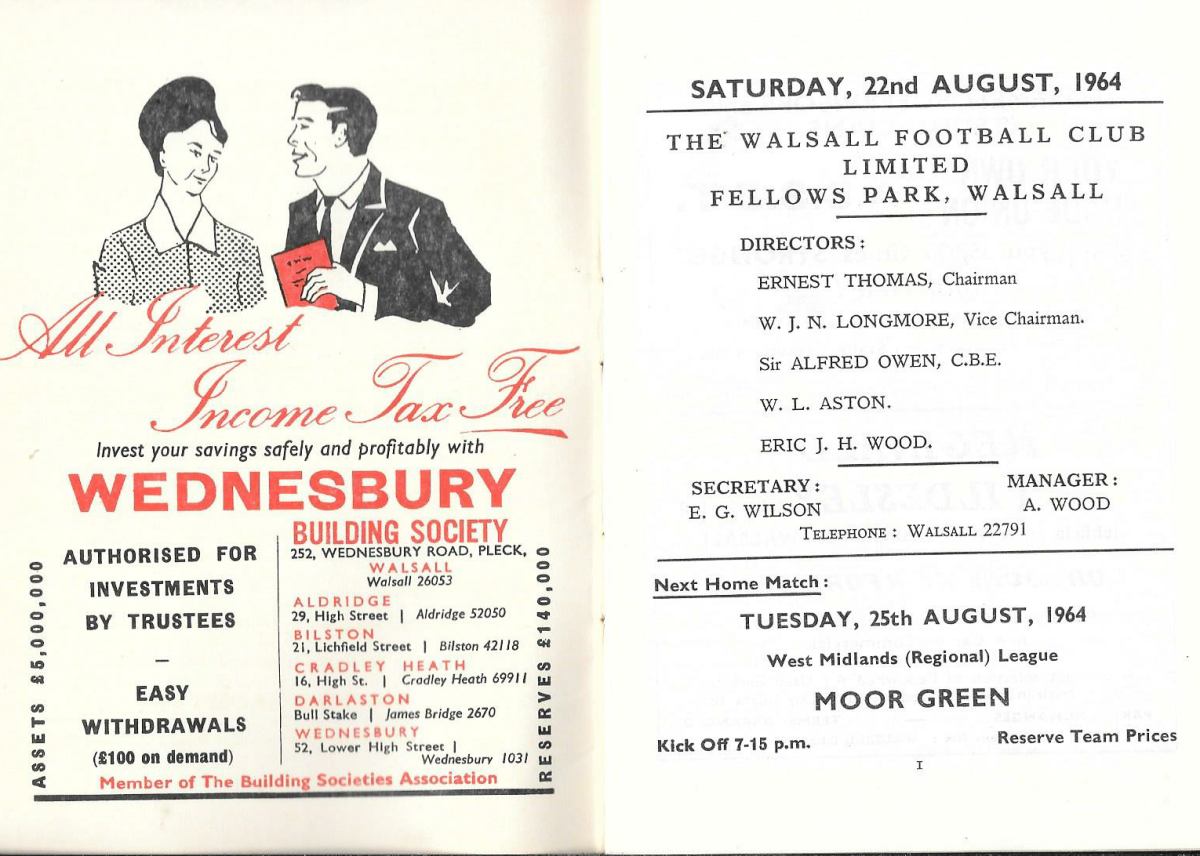 All Interest
Income Tax Free
Invest your savings safely and profitably with
WEDNESBURY
BUILDING SOCIETY
ASSETS £5,000,000
AUTHORISED FOR
INVESTMENTS
BY TRUSTEES
—
EASY
WITHDRAWALS
(£100 on demand)
252, WEDNESBURY ROAD, PLECK,
WALSALL
Walsall 26053
ALDRIDGE
29, High Street | Aldridge 52050
BILSTON
21, Lichfield Street | Bilston 42118
CRADLEY HEATH
16, High St. | Cradley Heath 69911
DARLASTON
Bull Stake | James Bridge 2670
WEDNESBURY
52, Lower High Street |
Wednesbury 1031
RESERVES £140,000
Member of The Building Societies Association
SATURDAY, 22nd AUGUST, 1964
THE WALSALL FOOTBALL CLUB
LIMITED
FELLOWS PARK, WALSALL
DIRECTORS:
ERNEST THOMAS, Chairman
W. J. N. LONGMORE, Vice Chairman.
Sir ALFRED OWEN, C.B.E.
W. L. ASTON.
ERIC J. H. WOOD.
SECRETARY: MANAGER:
E. G. WILSON A. WOOD
TELEPHONE: WALSALL 22791
Next Home Match:
TUESDAY, 25th AUGUST, 1964
West Midlands (Regional) League
MOOR GREEN
Kick Off 7-15 p.m. Reserve Team Prices
1